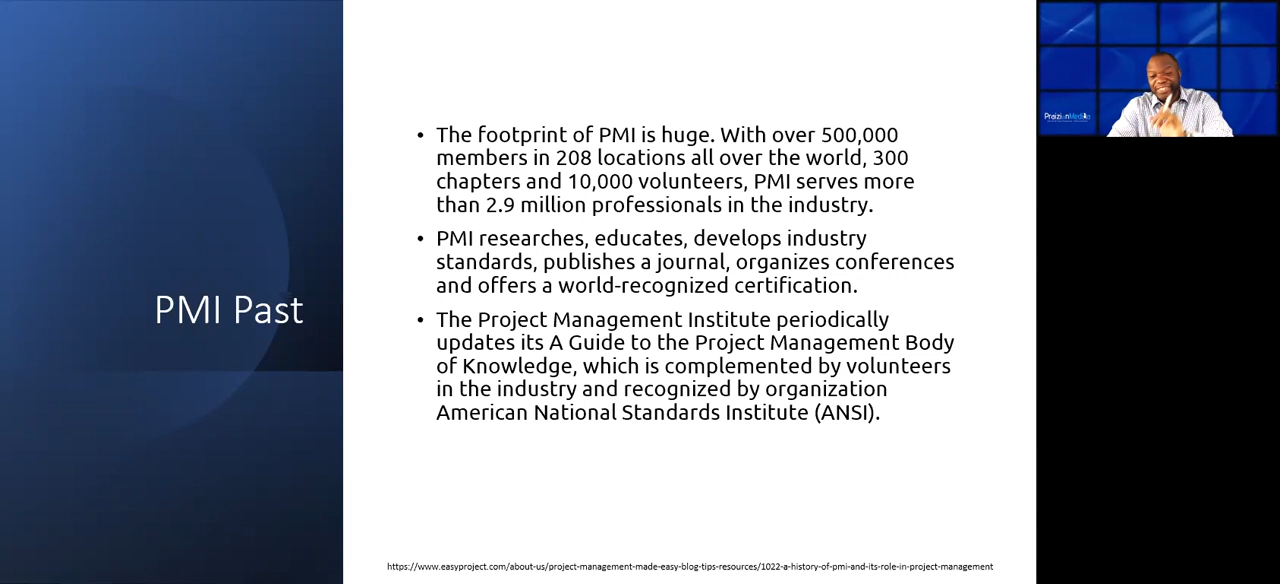 PMI Past
• The footprint of PMI is huge. With over 500,000
members in 208 locations all over the world, 300
chapters and 10,000 volunteers, PMI serves more
than 2.9 million professionals in the industry.
• PMI researches, educates, develops industry
standards, publishes a journal, organizes conferences
and offers a world-recognized certification.
• The Project Management Institute periodically
updates its A Guide to the Project Management Body
of Knowledge, which is complemented by volunteers
in the industry and recognized by organization
American National Standards Institute (ANSI).
https://www.easyproject.com/about-us/project-management-made-easy-blog-tips-resources/1022-a-history-of-pmi-and-its-role-in-project-management
PraizionMedia